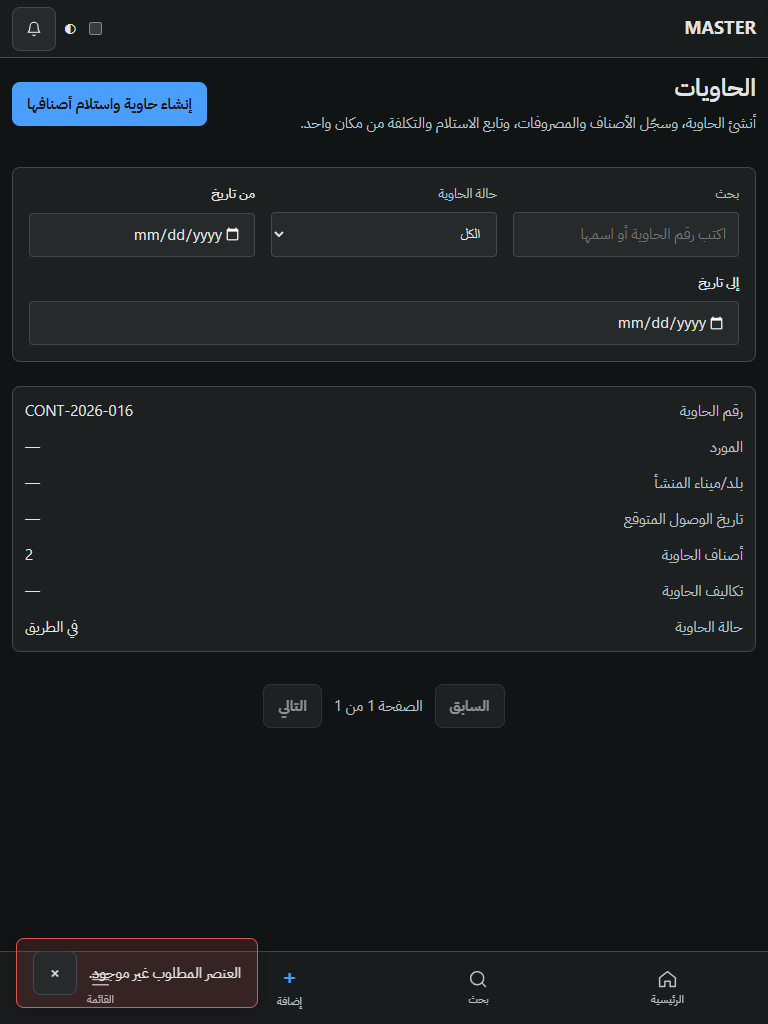 MASTER
الحاويات
أنشئ الحاوية، وسجّل الأصناف والمصروفات، وتابع الاستلام والتكلفة من مكان واحد.
إنشاء حاوية واستلام أصنافها
بحث
اكتب رقم الحاوية أو اسمها
حالة الحاوية
الكل
من تاريخ
mm/dd/yyyy
إلى تاريخ
mm/dd/yyyy
رقم الحاوية CONT-2026-016
المورد —
بلد/ميناء المنشأ —
تاريخ الوصول المتوقع —
أصناف الحاوية 2
تكاليف الحاوية —
حالة الحاوية في الطريق
السابق
الصفحة 1 من 1
التالي
الرئيسية
بحث
+
إضافة
القائمة
العنصر المطلوب غير موجود.
×